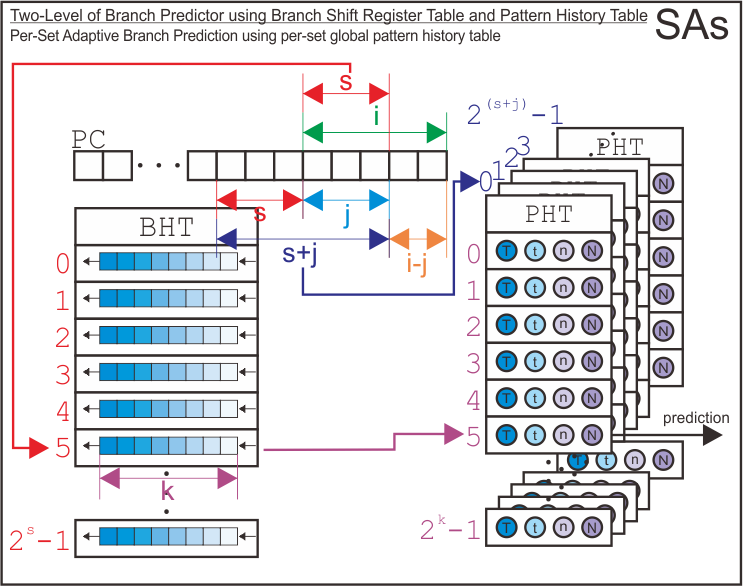 Two-Level of Branch Predictor using Branch Shift Register Table and Pattern History Table
SAs
Per-Set Adaptive Branch Prediction using per-set global pattern history table
s
i
2^(s+j)-1
PC
3
2
1
0
PHT
N
N
N
N
N
N
s
j
s+j
i-j
BHT
0
1
2
3
4
5
k
2^s-1
PHT
0 T t n N
1 T t n N
2 T t n N
3 T t n N
4 T t n N
5 T t n N
prediction
T t n N
2^k-1 T t n N